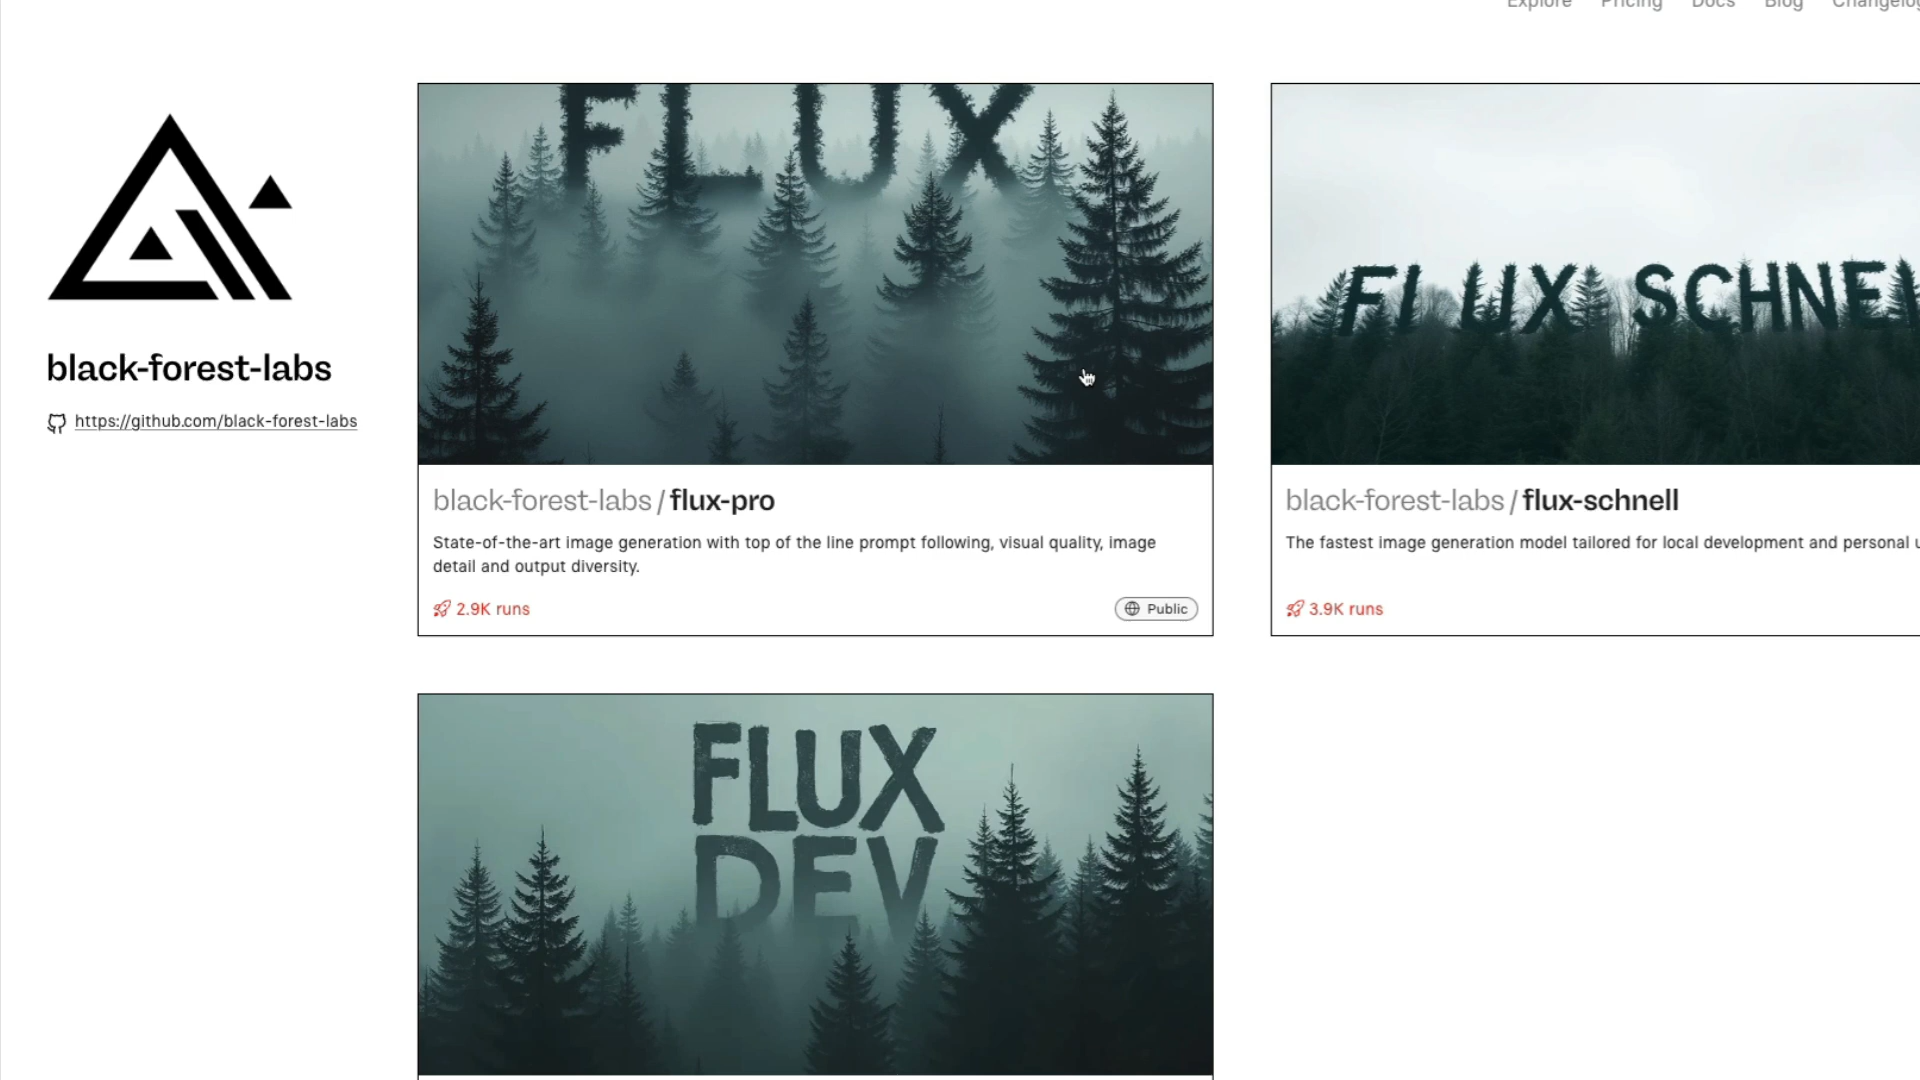 Explore Pricing Docs Blog Changelog
FLUX
FLUX SCHNEL
black-forest-labs
https://github.com/black-forest-labs
black-forest-labs / flux-pro
State-of-the-art image generation with top of the line prompt following, visual quality, image
detail and output diversity.
2.9K runs
Public
black-forest-labs / flux-schnell
The fastest image generation model tailored for local development and personal
3.9K runs
FLUX
DEV